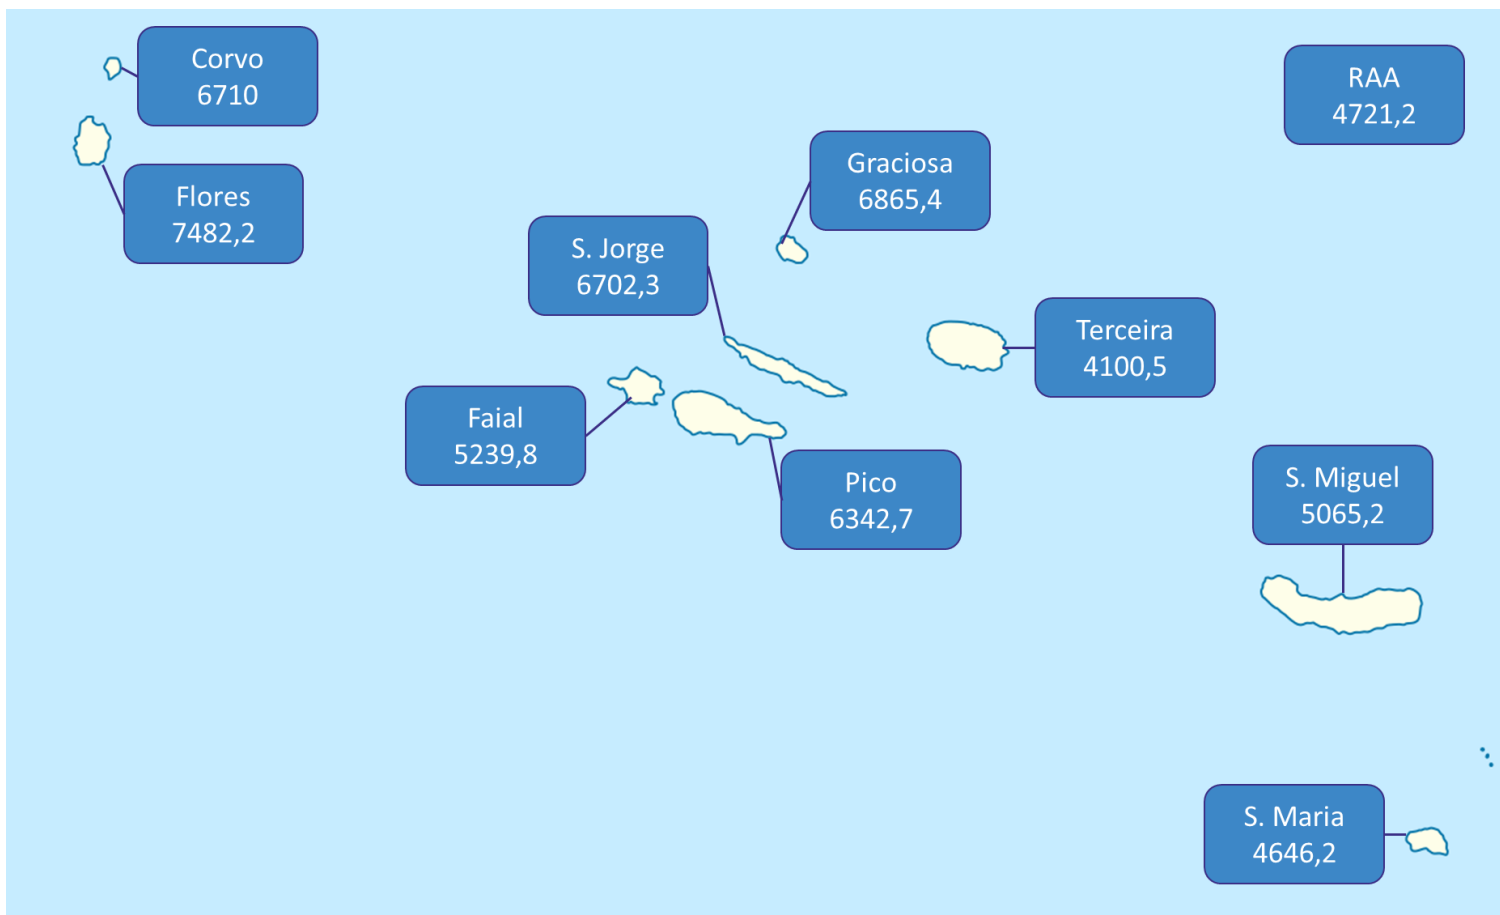 Corvo
6710
RAA
4721,2
Graciosa
6865,4
Flores
7482,2
S. Jorge
6702,3
Terceira
4100,5
Faial
5239,8
Pico
6342,7
S. Miguel
5065,2
S. Maria
4646,2